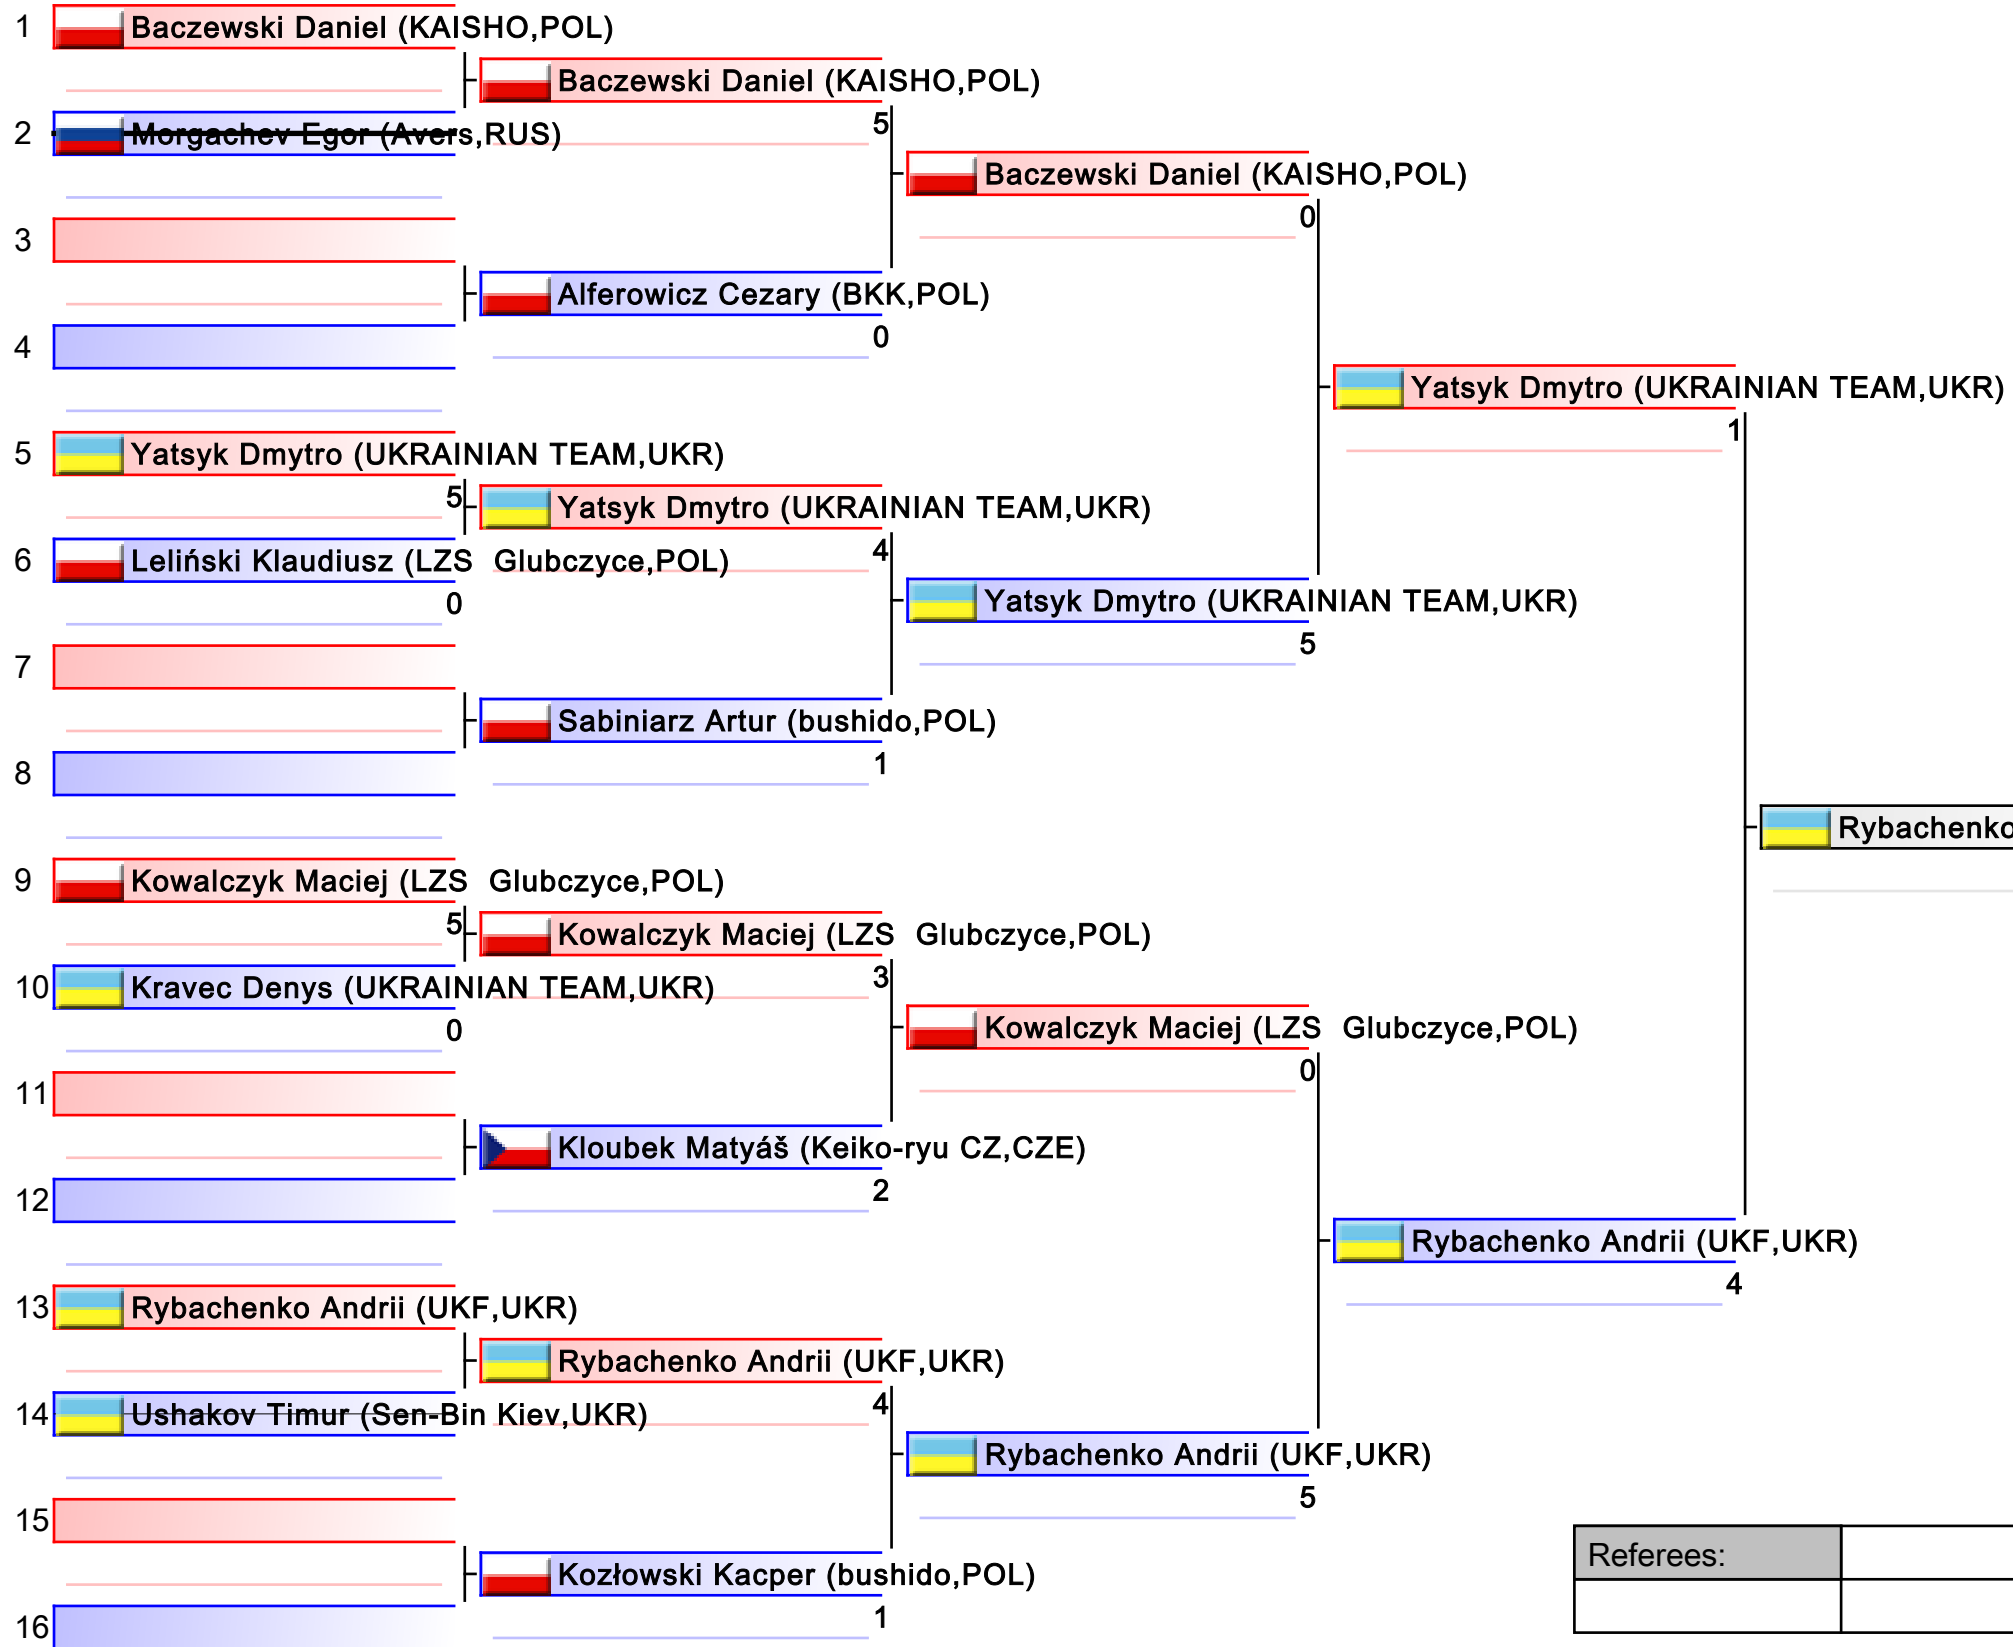 1 Baczewski Daniel (KAISHO,POL)
Baczewski Daniel (KAISHO,POL)
5
2 Morgachev Egor (Avers,RUS)
Baczewski Daniel (KAISHO,POL)
0
3
Alferowicz Cezary (BKK,POL)
0
4
Yatsyk Dmytro (UKRAINIAN TEAM,UKR)
1
5 Yatsyk Dmytro (UKRAINIAN TEAM,UKR)
5
Yatsyk Dmytro (UKRAINIAN TEAM,UKR)
4
6 Leliński Klaudiusz (LZS Glubczyce,POL)
0
Yatsyk Dmytro (UKRAINIAN TEAM,UKR)
5
7
Sabiniarz Artur (bushido,POL)
1
8
Rybachenko
9 Kowalczyk Maciej (LZS Glubczyce,POL)
5
Kowalczyk Maciej (LZS Glubczyce,POL)
3
10 Kravec Denys (UKRAINIAN TEAM,UKR)
0
Kowalczyk Maciej (LZS Glubczyce,POL)
0
11
Kloubek Matyáš (Keiko-ryu CZ,CZE)
2
12
Rybachenko Andrii (UKF,UKR)
4
13 Rybachenko Andrii (UKF,UKR)
Rybachenko Andrii (UKF,UKR)
4
14 Ushakov Timur (Sen-Bin Kiev,UKR)
Rybachenko Andrii (UKF,UKR)
5
15
Referees:
Kozłowski Kacper (bushido,POL)
1
16